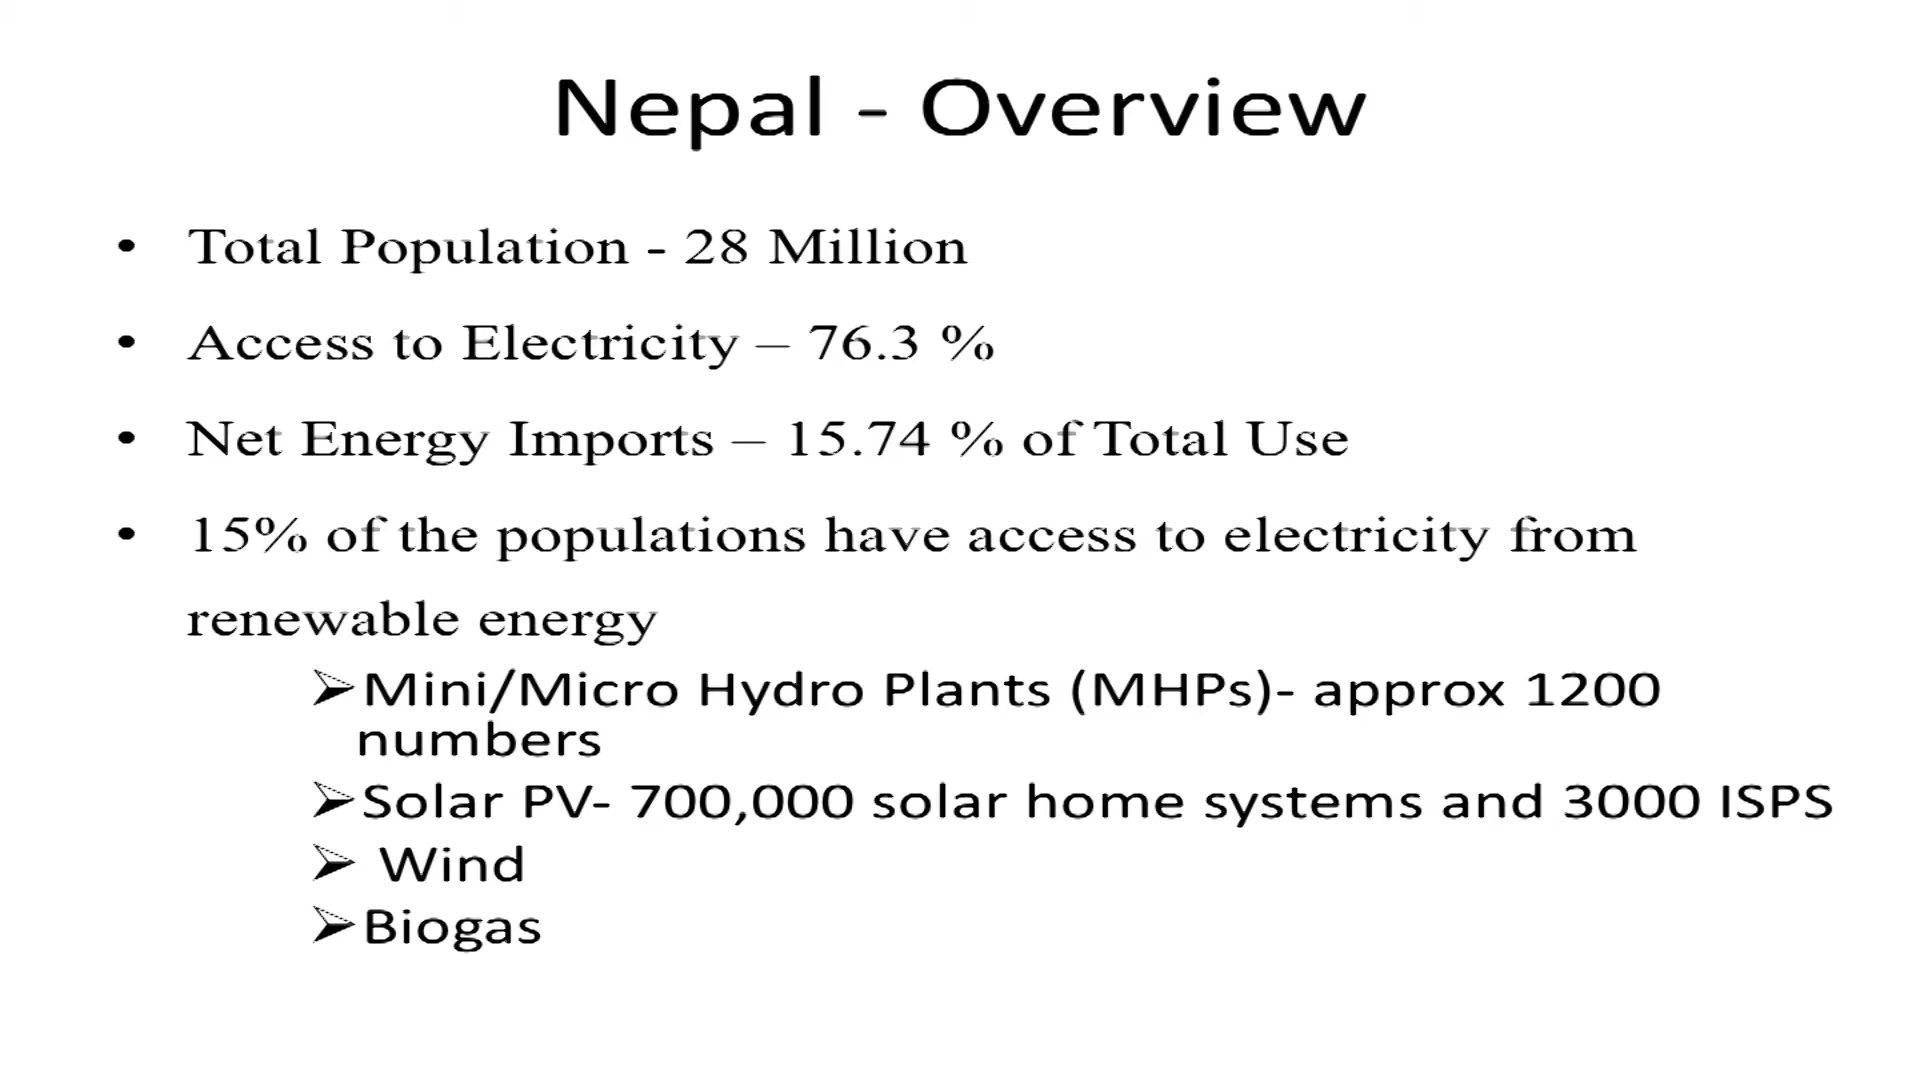 Nepal - Overview
• Total Population - 28 Million
• Access to Electricity – 76.3 %
• Net Energy Imports – 15.74 % of Total Use
• 15% of the populations have access to electricity from
renewable energy
➢Mini/Micro Hydro Plants (MHPs)- approx 1200
numbers
➢Solar PV- 700,000 solar home systems and 3000 ISPS
➢ Wind
➢Biogas